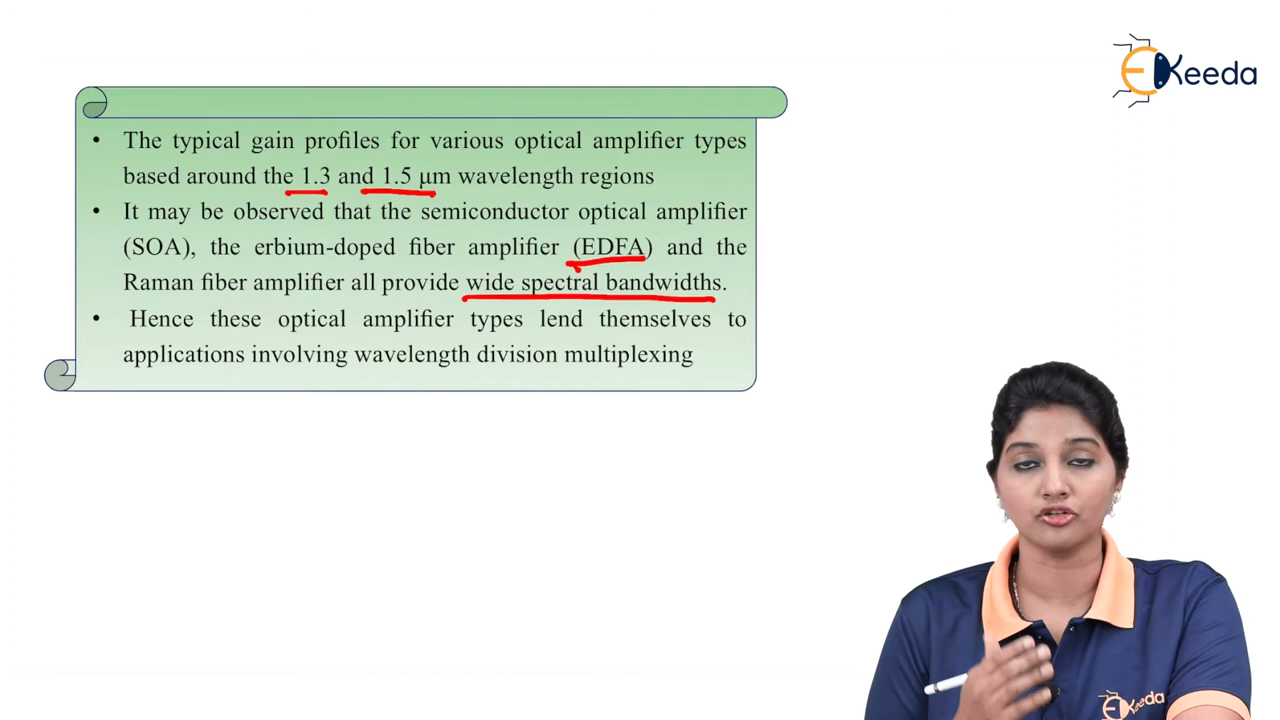 EKeeda
• The typical gain profiles for various optical amplifier types
based around the 1.3 and 1.5 μm wavelength regions
• It may be observed that the semiconductor optical amplifier
(SOA), the erbium-doped fiber amplifier (EDFA) and the
Raman fiber amplifier all provide wide spectral bandwidths.
• Hence these optical amplifier types lend themselves to
applications involving wavelength division multiplexing
EKeeda